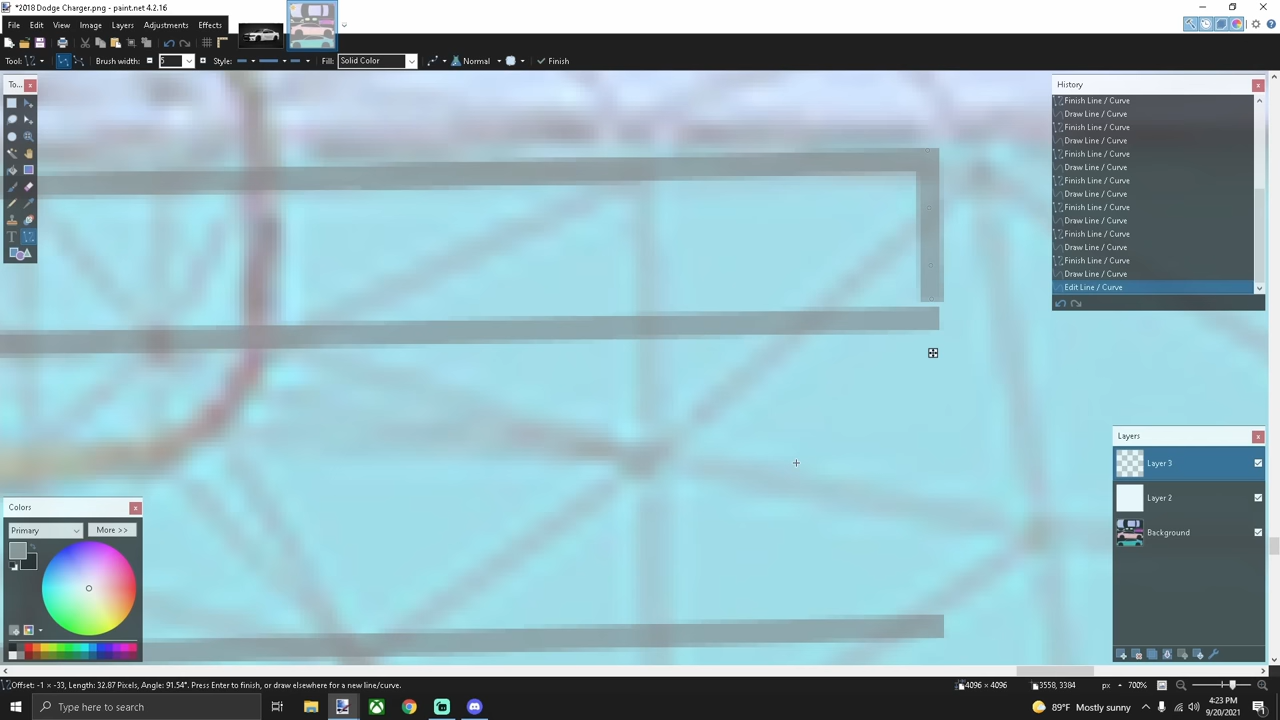 *2018 Dodge Charger.png - paint.net 4.2.16
File Edit View Image Layers Adjustments Effects
Tool: Brush width: 5 Style: Fill: Solid Color Normal Finish
To...
History
Finish Line / Curve
Draw Line / Curve
Finish Line / Curve
Draw Line / Curve
Finish Line / Curve
Draw Line / Curve
Finish Line / Curve
Draw Line / Curve
Finish Line / Curve
Draw Line / Curve
Finish Line / Curve
Draw Line / Curve
Finish Line / Curve
Draw Line / Curve
Edit Line / Curve
Layers
Layer 3
Layer 2
Background
Colors
Primary
More >>
Offset: -1 × -33, Length: 32.87 Pixels, Angle: 91.54°. Press Enter to finish, or draw elsewhere for a new line/curve.
4096 × 4096
3558, 3384
px
700%
Type here to search
89°F Mostly sunny
4:23 PM
9/20/2021
1